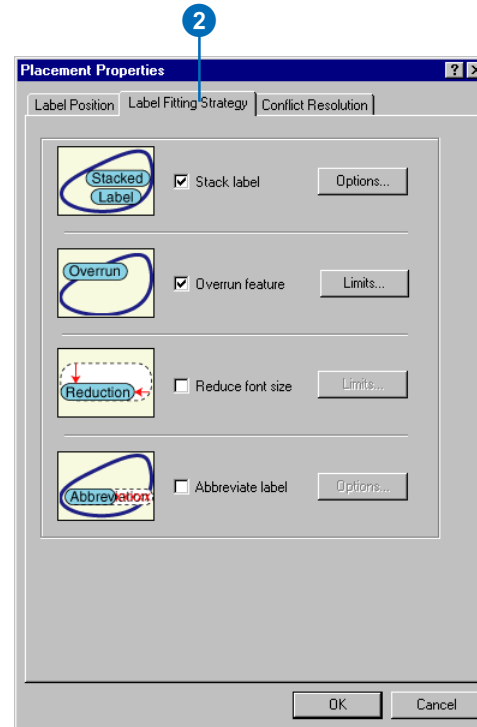 2
Placement Properties
Label Position Label Fitting Strategy Conflict Resolution
Stacked
Label
Stack label Options...
Overrun
Overrun feature Limits...
Reduction
Reduce font size Limits...
Abbreviation
Abbreviate label Options...
OK Cancel